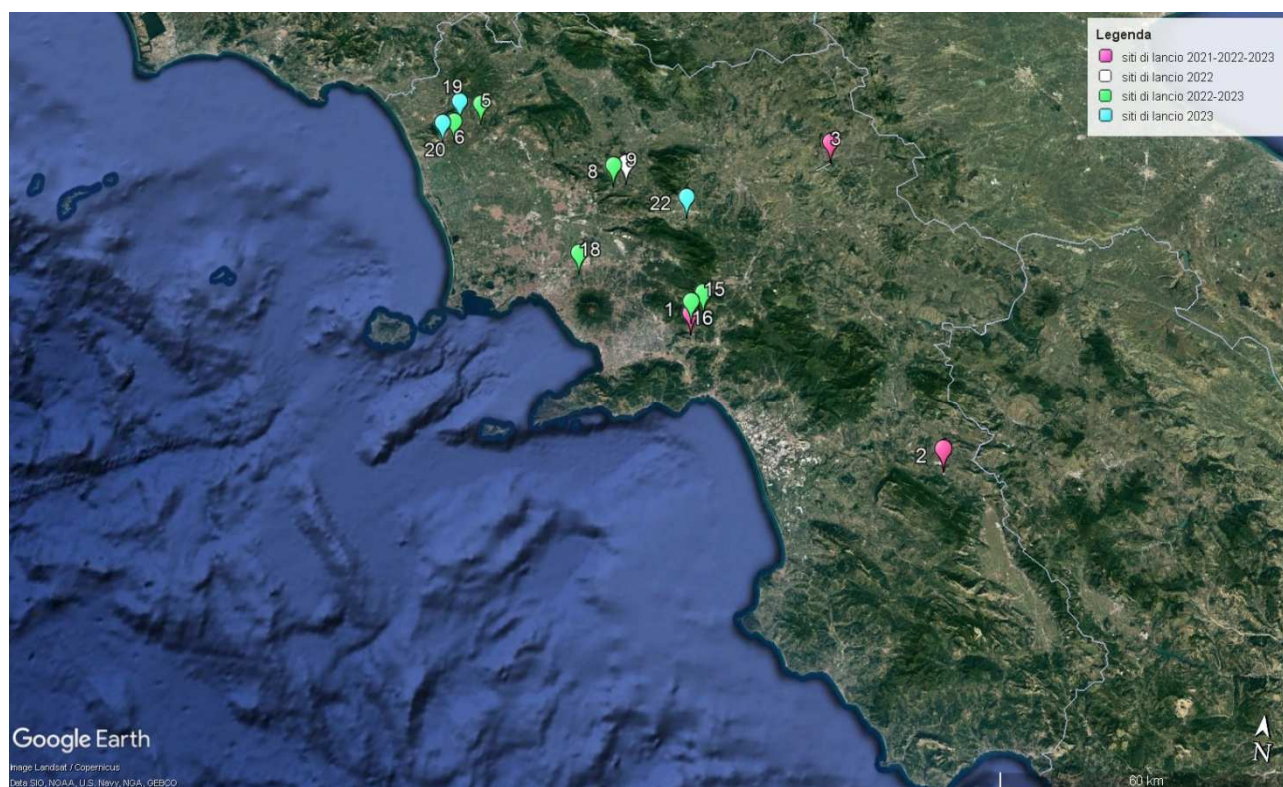 Legenda
siti di lancio 2021-2022-2023
siti di lancio 2022
siti di lancio 2022-2023
siti di lancio 2023
19
5
20
6
3
8
9
22
18
15
1
16
2
Google Earth
Image Landsat / Copernicus
Data SIO, NOAA, U.S. Navy, NGA, GEBCO
N
60 km